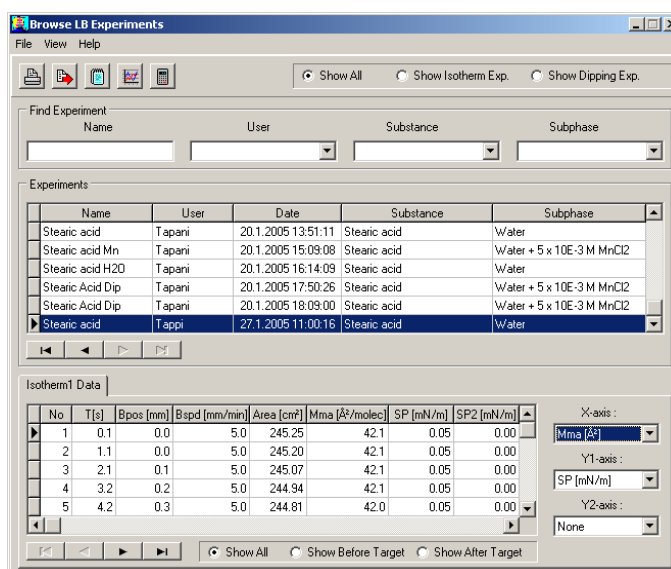 Browse LB Experiments
File View Help
Show All Show Isotherm Exp. Show Dipping Exp.
Find Experiment
Name User Substance Subphase
Experiments
Name User Date Substance Subphase
Stearic acid Tapani 20.1.2005 13:51:11 Stearic acid Water
Stearic acid Mn Tapani 20.1.2005 15:09:08 Stearic acid Water + 5 x 10E-3 M MnCl2
Stearic acid H2O Tapani 20.1.2005 16:14:09 Stearic acid Water
Stearic Acid Dip Tapani 20.1.2005 17:50:26 Stearic acid Water + 5 x 10E-3 M MnCl2
Stearic Acid Dip Tapani 20.1.2005 18:09:00 Stearic acid Water + 5 x 10E-3 M MnCl2
Stearic acid Tappi 27.1.2005 11:00:16 Stearic acid Water
Isotherm1 Data
No T[s] Bpos [mm] Bspd [mm/min] Area [cm²] Mma [Å²/molec] SP [mN/m] SP2 [mN/m]
1 0.1 0.0 5.0 245.25 42.1 0.05 0.00
2 1.1 0.0 5.0 245.20 42.1 0.05 0.00
3 2.1 0.1 5.0 245.07 42.1 0.05 0.00
4 3.2 0.2 5.0 244.94 42.1 0.05 0.00
5 4.2 0.3 5.0 244.81 42.0 0.05 0.00
X-axis :
Mma [Å²]
Y1-axis :
SP [mN/m]
Y2-axis :
None
Show All Show Before Target Show After Target